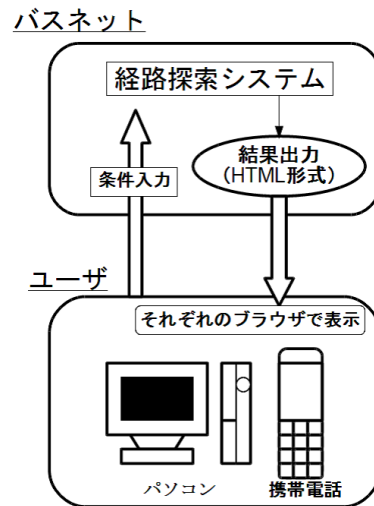 バスネット
経路探索システム
結果出力
(HTML形式)
条件入力
ユーザ
それぞれのブラウザで表示
パソコン
携帯電話